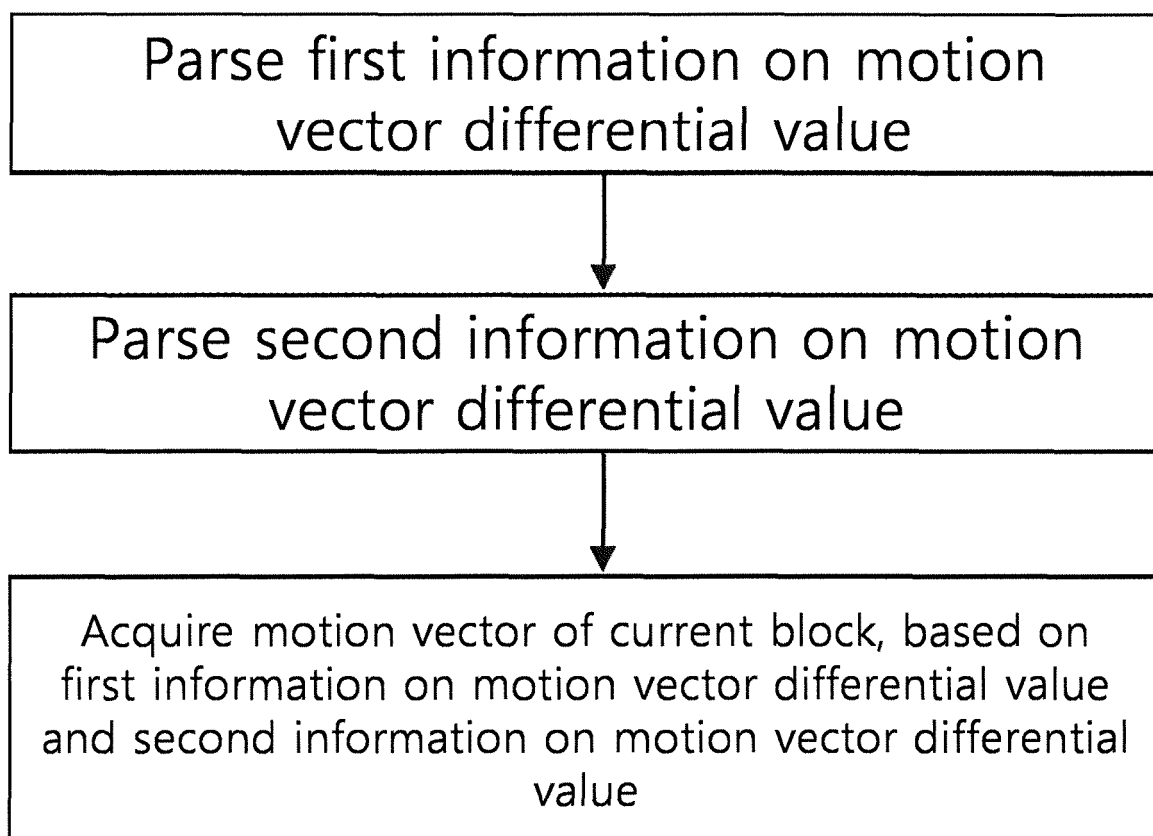 Parse first information on motion
vector differential value
Parse second information on motion
vector differential value
Acquire motion vector of current block, based on
first information on motion vector differential value
and second information on motion vector differential
value